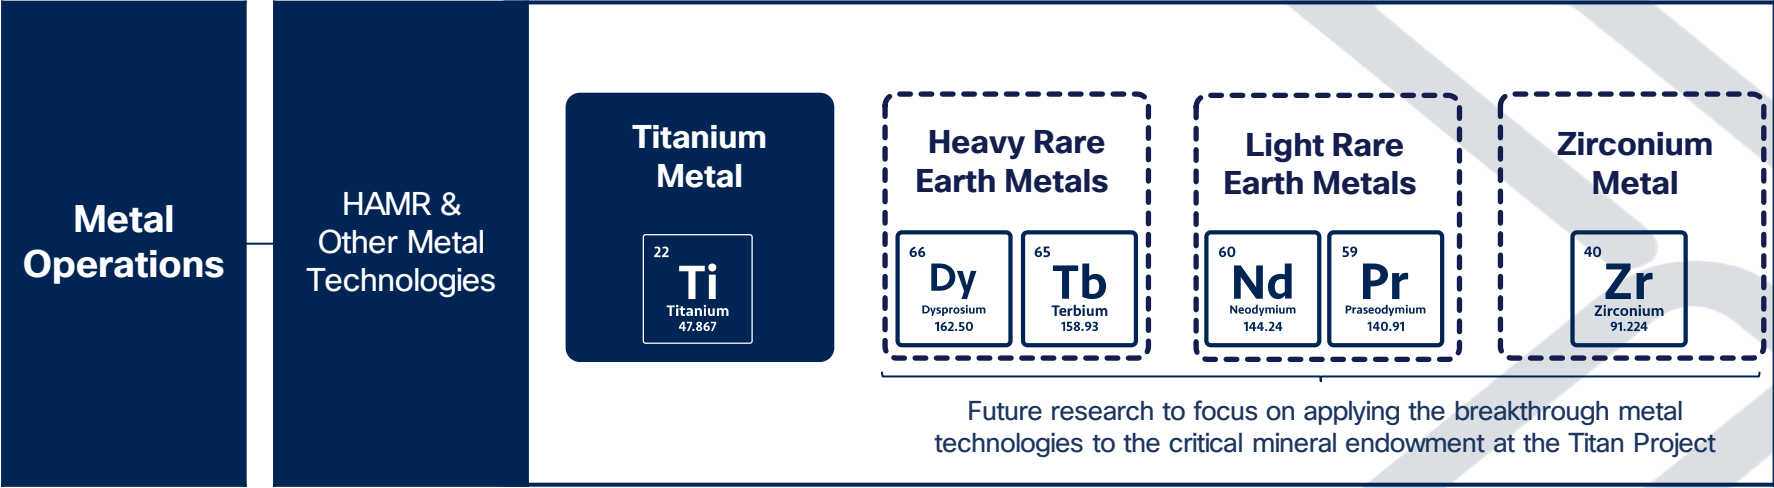 Metal
Operations
HAMR &
Other Metal
Technologies
Titanium
Metal
22
Ti
Titanium
47.867
Heavy Rare
Earth Metals
66
Dy
Dysprosium
162.50
65
Tb
Terbium
158.93
Light Rare
Earth Metals
60
Nd
Neodymium
144.24
59
Pr
Praseodymium
140.91
Zirconium
Metal
40
Zr
Zirconium
91.224
Future research to focus on applying the breakthrough metal
technologies to the critical mineral endowment at the Titan Project